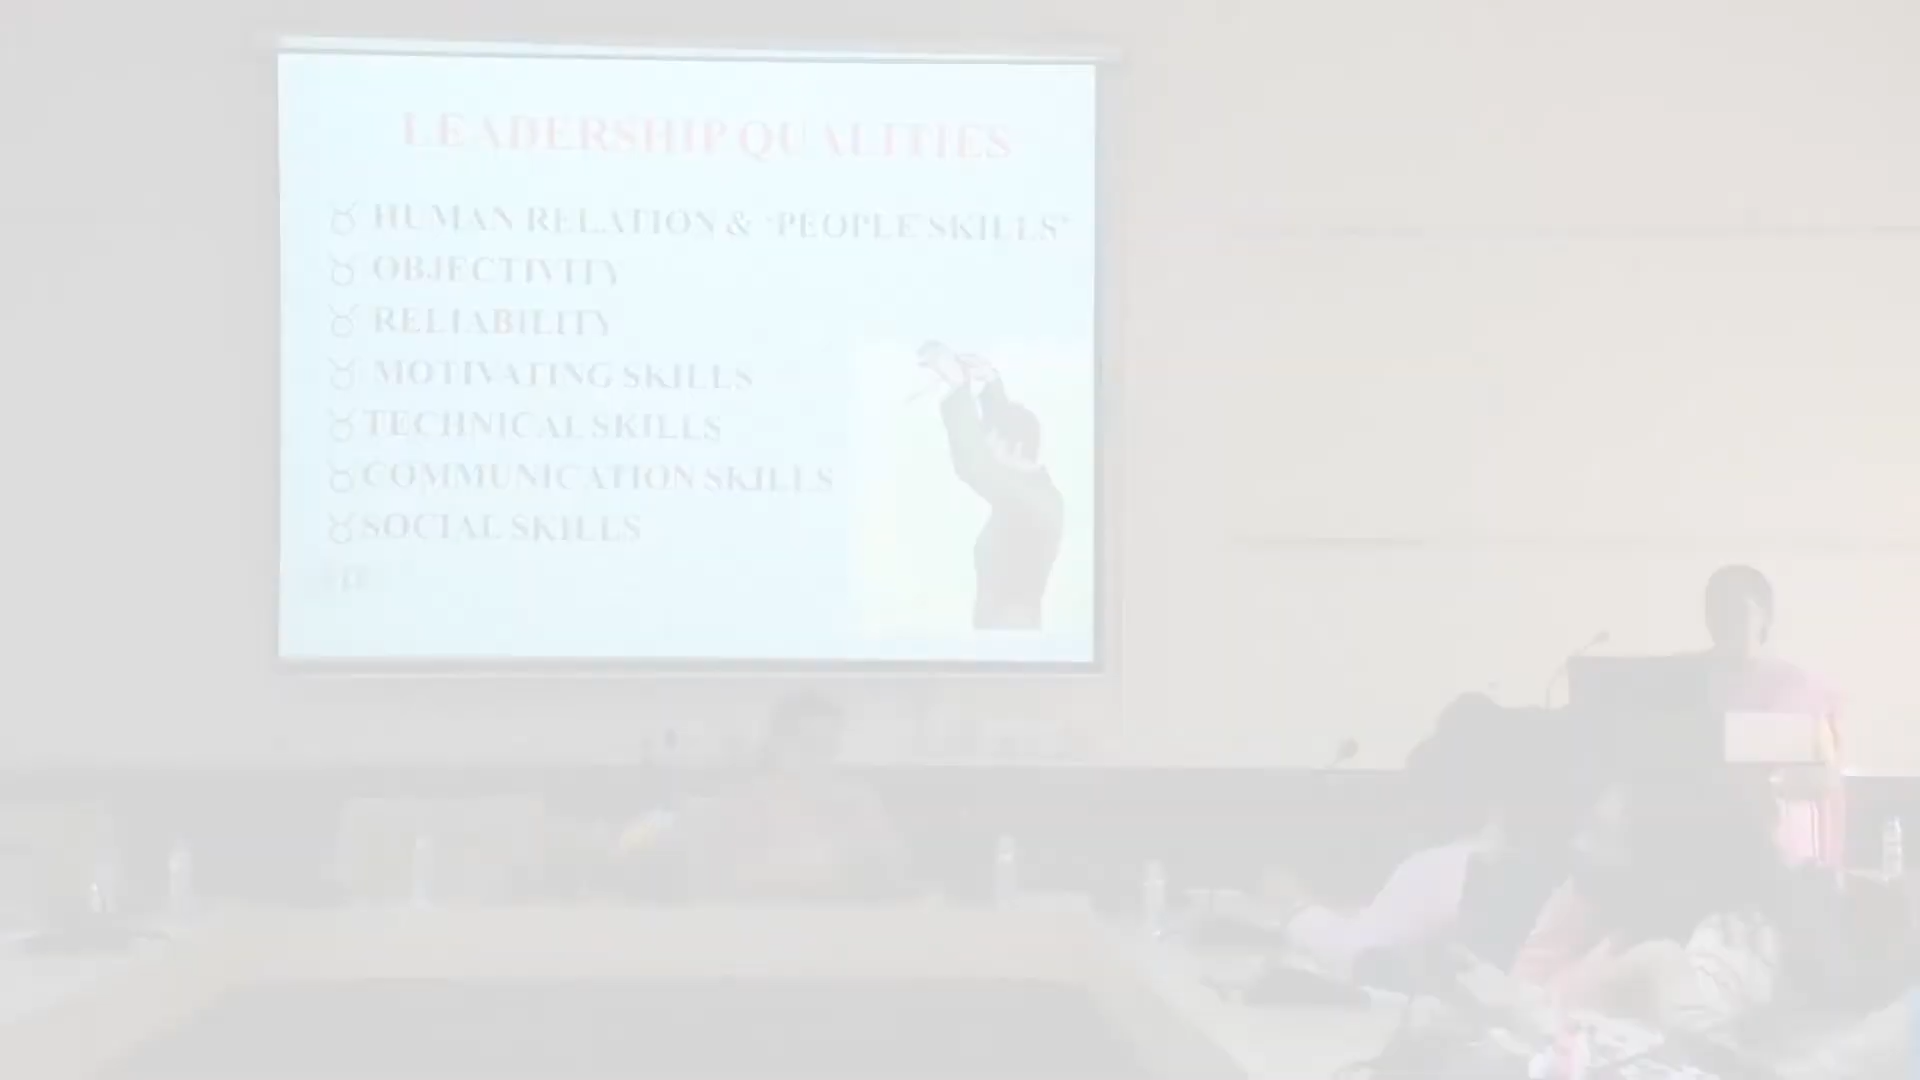 LEADERSHIP QUALITIES
HUMAN RELATION & 'PEOPLE SKILLS'
OBJECTIVITY
RELIABILITY
MOTIVATING SKILLS
TECHNICAL SKILLS
COMMUNICATION SKILLS
SOCIAL SKILLS